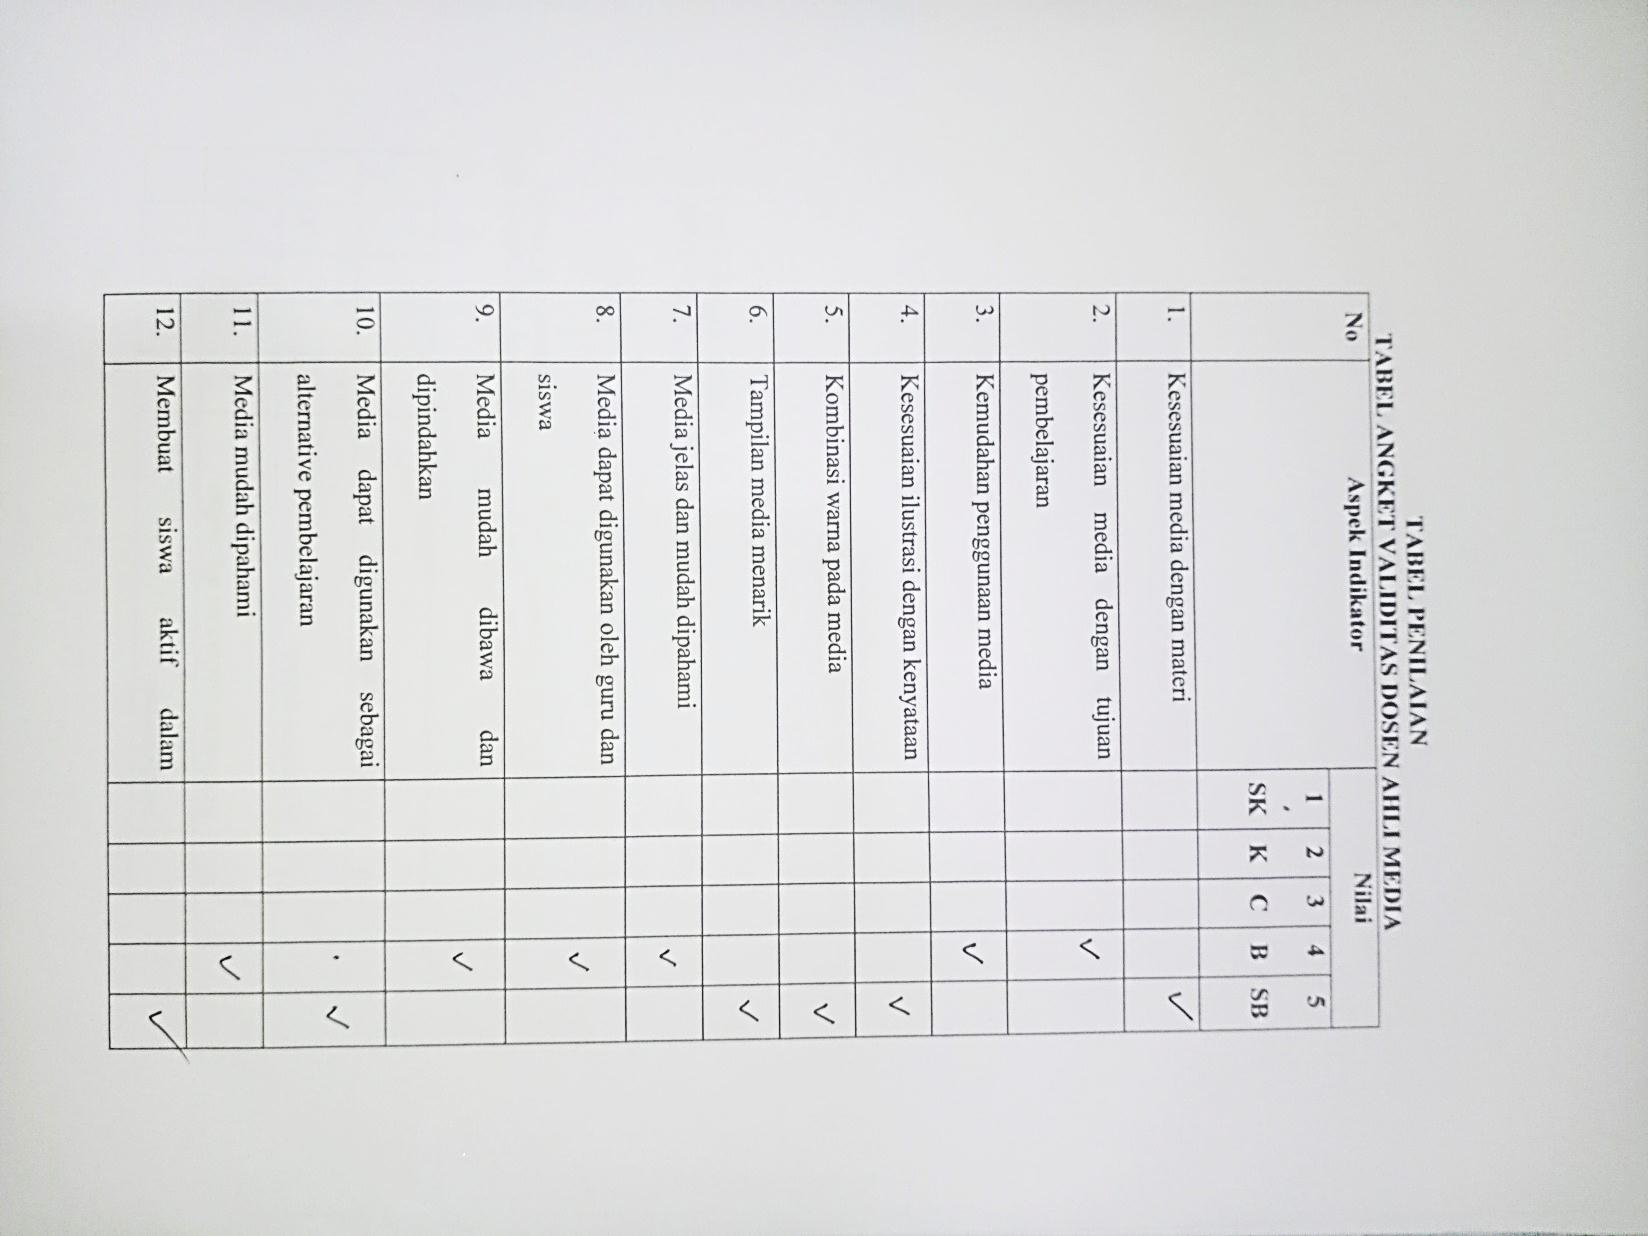 TABEL PENILAIAN
TABEL ANGKET VALIDITAS DOSEN AHLI MEDIA
No Aspek Indikator Nilai
1 2 3 4 5
SK K C B SB
1. Kesesuaian media dengan materi ✓
2. Kesesuaian media dengan tujuan ✓
pembelajaran
3. Kemudahan penggunaan media ✓
4. Kesesuaian ilustrasi dengan kenyataan ✓
5. Kombinasi warna pada media ✓
6. Tampilan media menarik ✓
7. Media jelas dan mudah dipahami ✓
8. Media dapat digunakan oleh guru dan ✓
siswa
9. Media mudah dibawa dan ✓
dipindahkan
10. Media dapat digunakan sebagai ✓
alternative pembelajaran
11. Media mudah dipahami ✓
12. Membuat siswa aktif dalam ✓